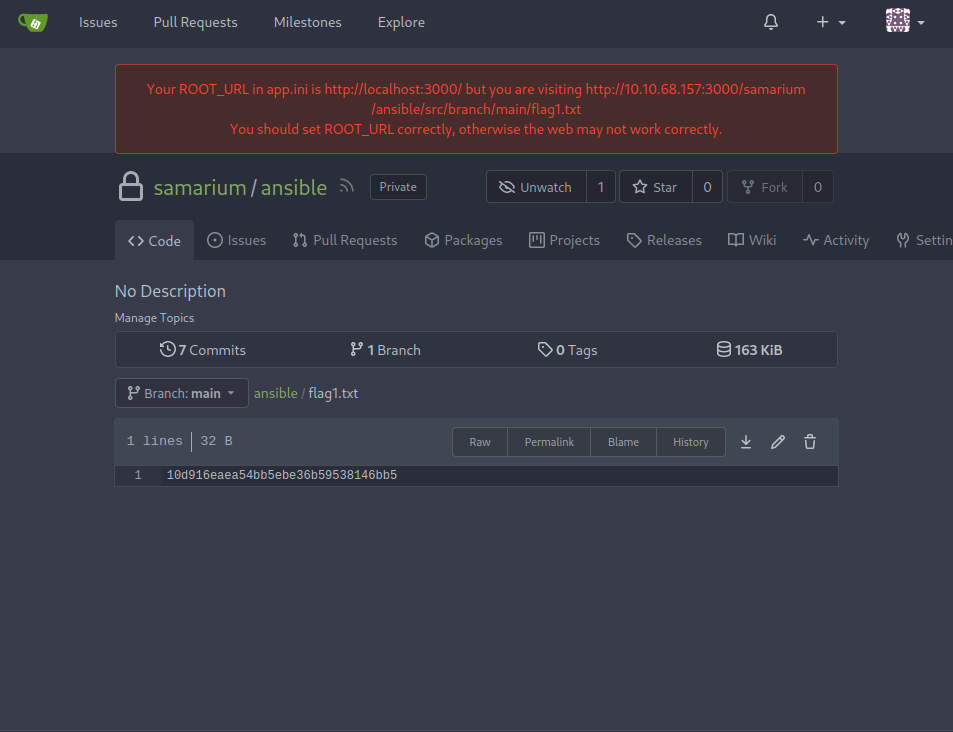 Issues Pull Requests Milestones Explore
Your ROOT_URL in app.ini is http://localhost:3000/ but you are visiting http://10.10.68.157:3000/samarium
/ansible/src/branch/main/flag1.txt
You should set ROOT_URL correctly, otherwise the web may not work correctly.
samarium/ansible Private Unwatch 1 Star 0 Fork 0
Code Issues Pull Requests Packages Projects Releases Wiki Activity Settin
No Description
Manage Topics
7 Commits 1 Branch 0 Tags 163 KiB
Branch: main ansible / flag1.txt
1 lines 32 B Raw Permalink Blame History
1 10d916eaea54bb5ebe36b59538146bb5